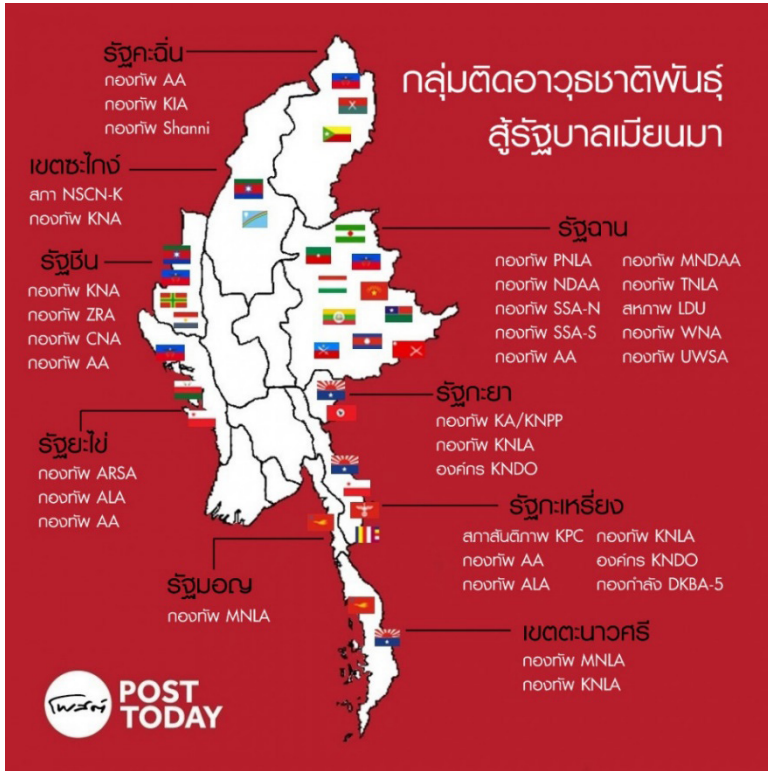 กลุ่มติดอาวุธชาติพันธุ์
สู้รัฐบาลเมียนมา
รัฐคะฉิ่น
กองทัพ AA
กองทัพ KIA
กองทัพ Shanni
เขตซะไกง์
สภา NSCN-K
กองทัพ KNA
รัฐชีน
กองทัพ KNA
กองทัพ ZRA
กองทัพ CNA
กองทัพ AA
รัฐยะไข่
กองทัพ ARSA
กองทัพ ALA
กองทัพ AA
รัฐมอญ
กองทัพ MNLA
รัฐฉาน
กองทัพ PNLA
กองทัพ NDAA
กองทัพ SSA-N
กองทัพ SSA-S
กองทัพ AA
กองทัพ MNDAA
กองทัพ TNLA
สหภาพ LDU
กองทัพ WNA
กองทัพ UWSA
รัฐกะยา
กองทัพ KA/KNPP
กองทัพ KNLA
องค์กร KNDO
รัฐกะเหรี่ยง
สภาสันติภาพ KPC
กองทัพ AA
กองทัพ ALA
กองทัพ KNLA
องค์กร KNDO
กองกำลัง DKBA-5
เขตตะนาวศรี
กองทัพ MNLA
กองทัพ KNLA
โพสต์
POST
TODAY